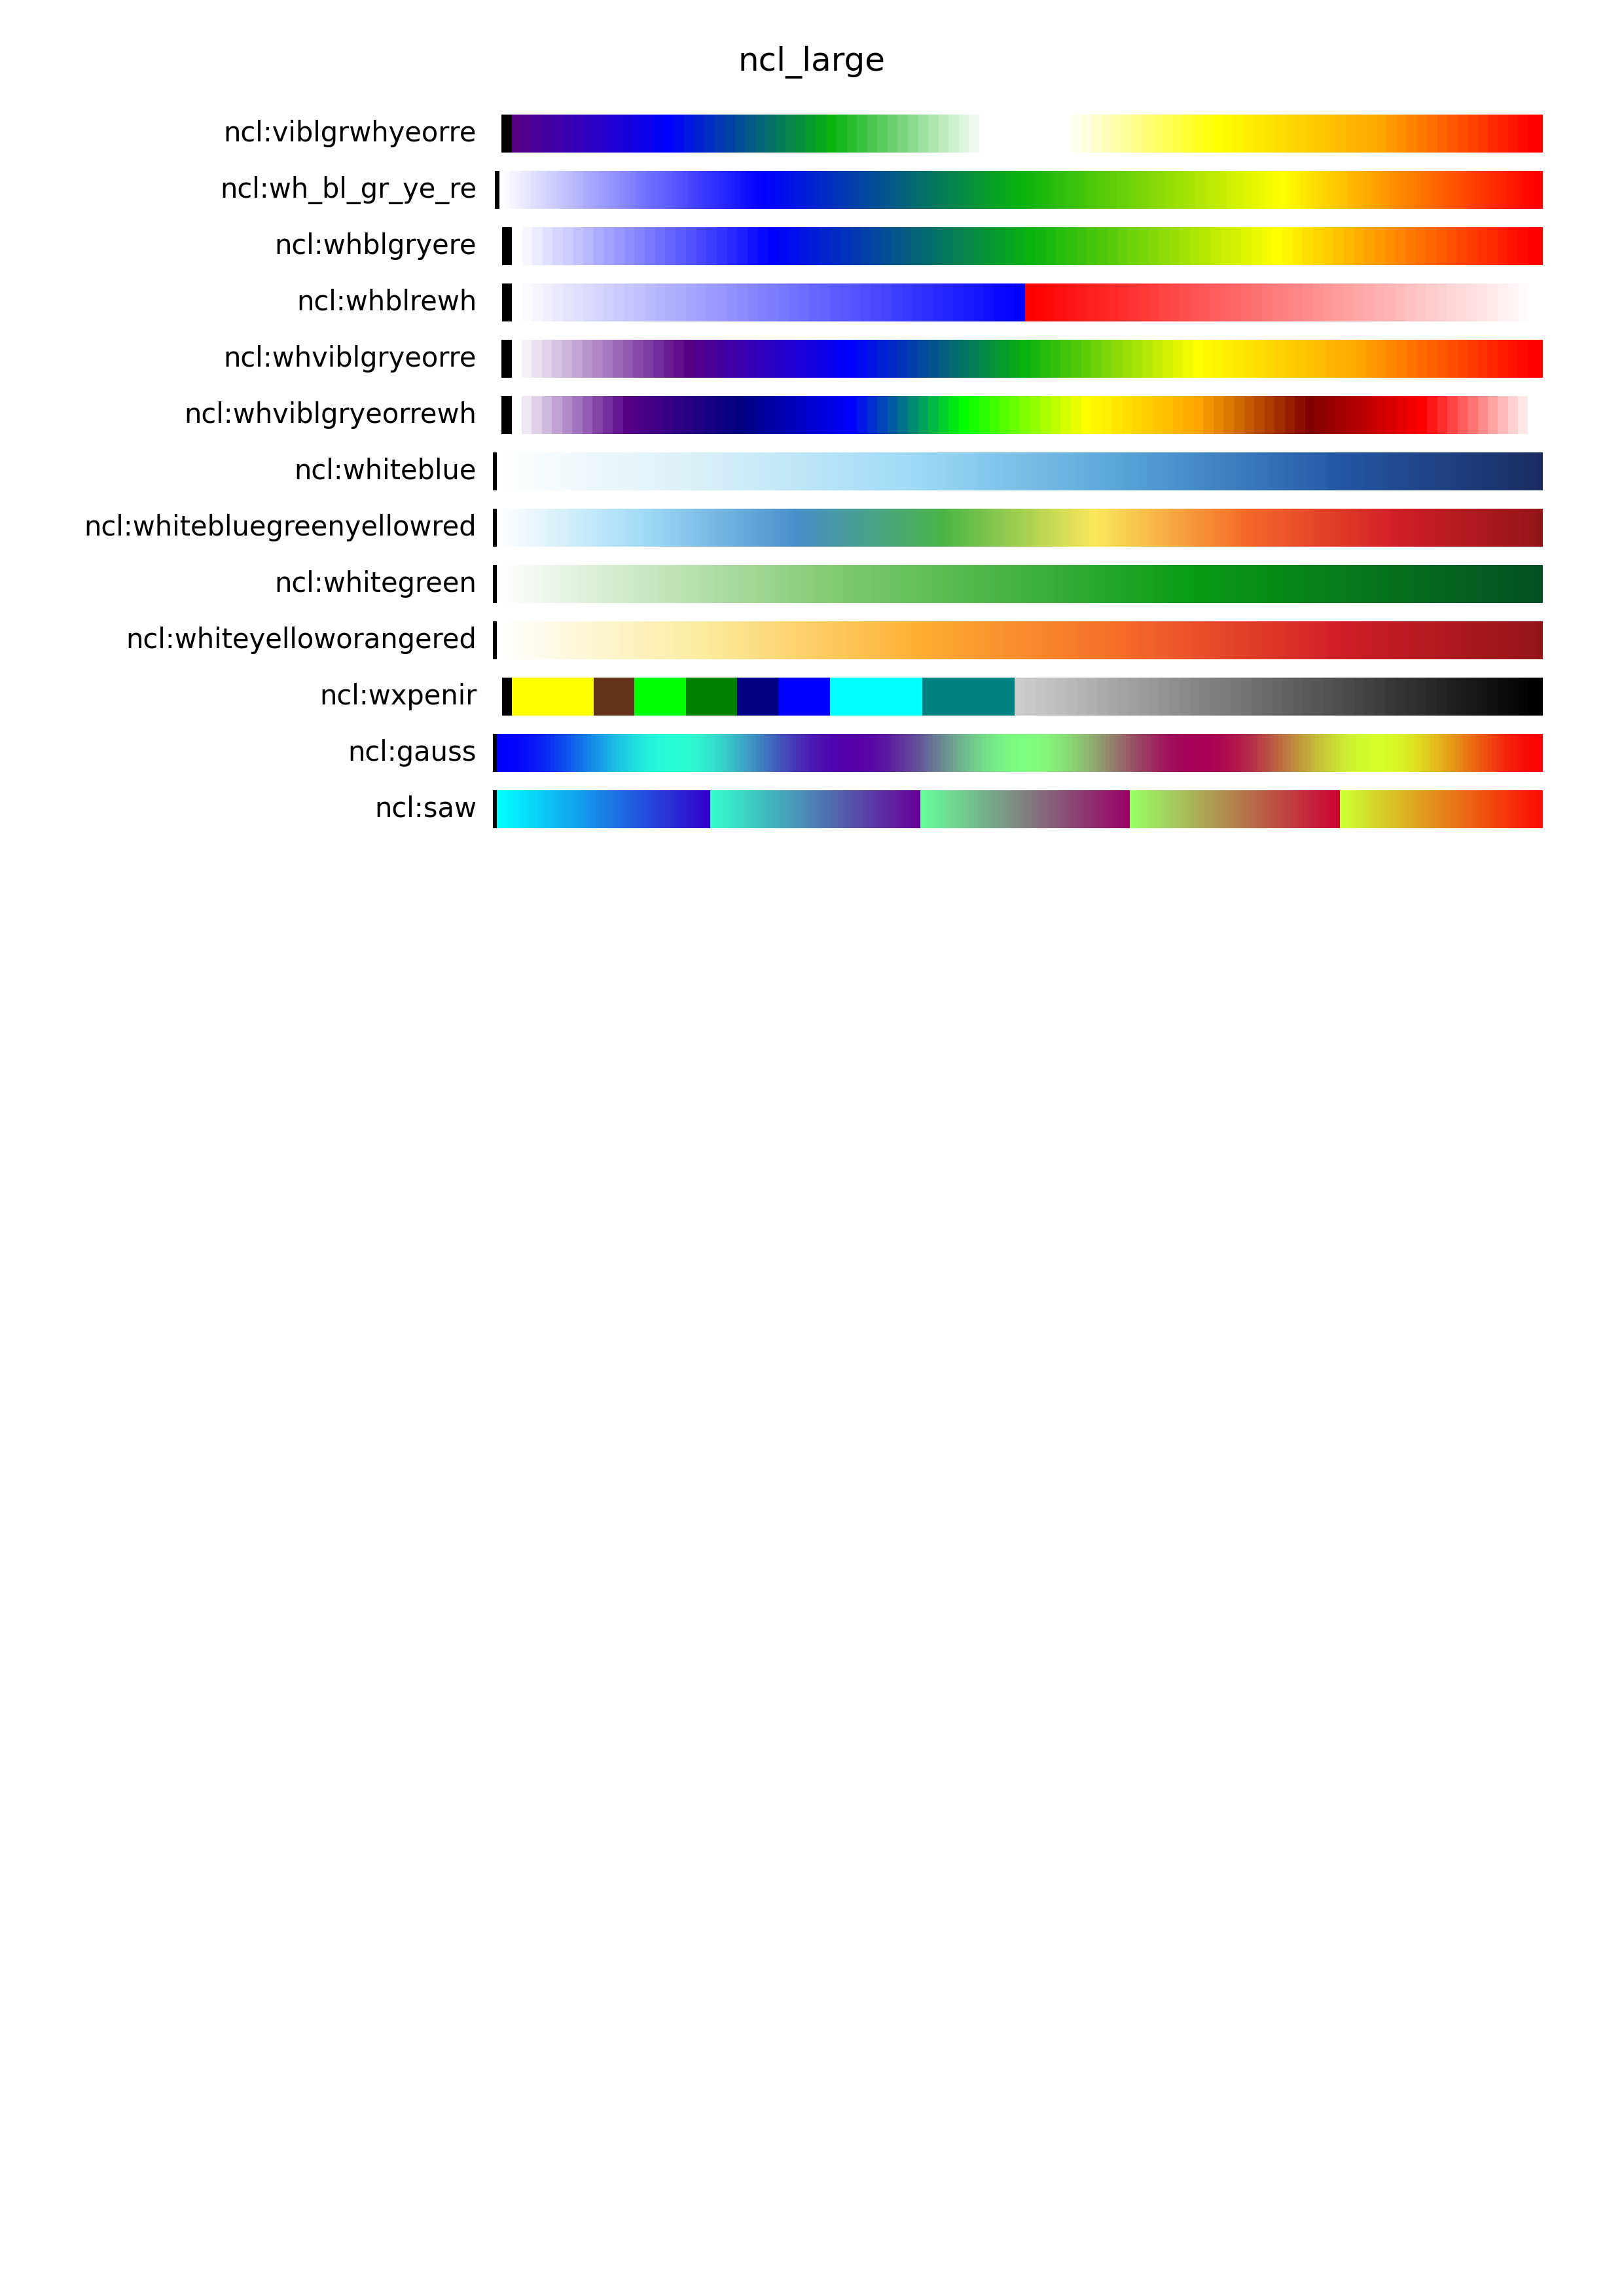 ncl_large
ncl:viblgrwhyeorre
ncl:wh_bl_gr_ye_re
ncl:whblgryere
ncl:whblrewh
ncl:whviblgryeorre
ncl:whviblgryeorrewh
ncl:whiteblue
ncl:whitebluegreenyellowred
ncl:whitegreen
ncl:whiteyelloworangered
ncl:wxpenir
ncl:gauss
ncl:saw